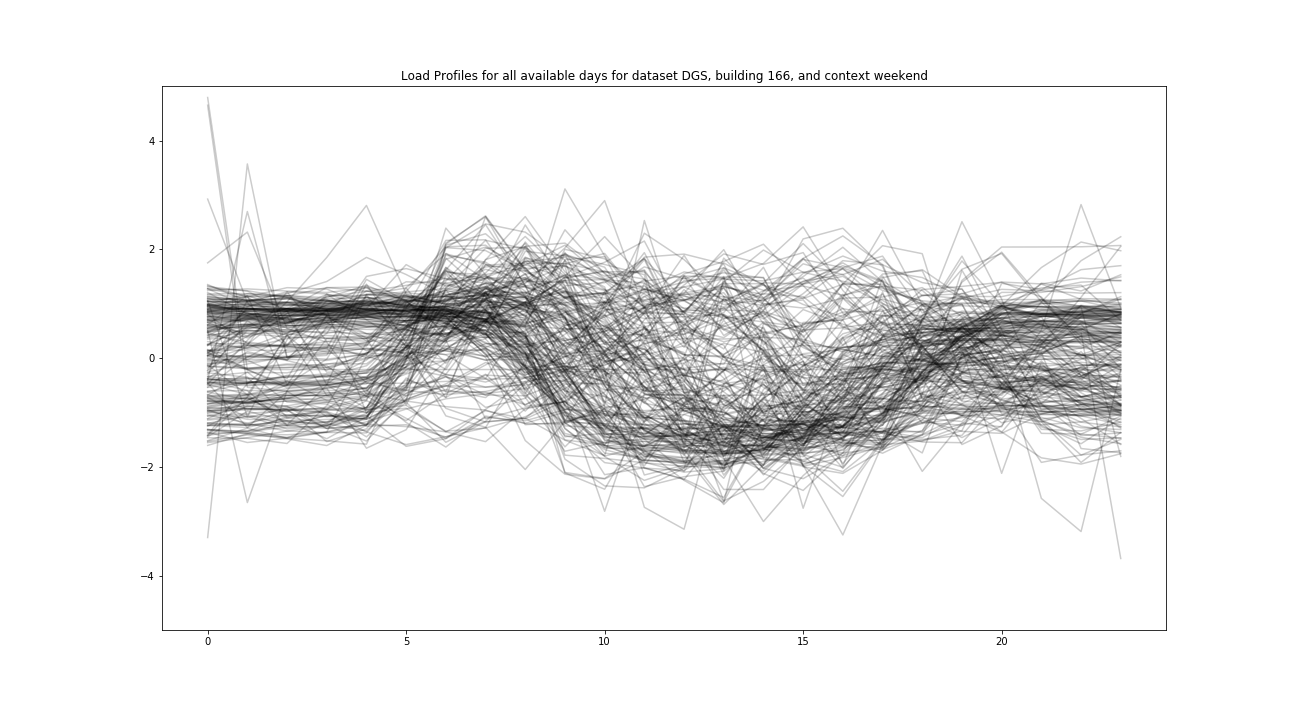 Load Profiles for all available days for dataset DGS, building 166, and context weekend
4
2
0
−2
−4
0 5 10 15 20